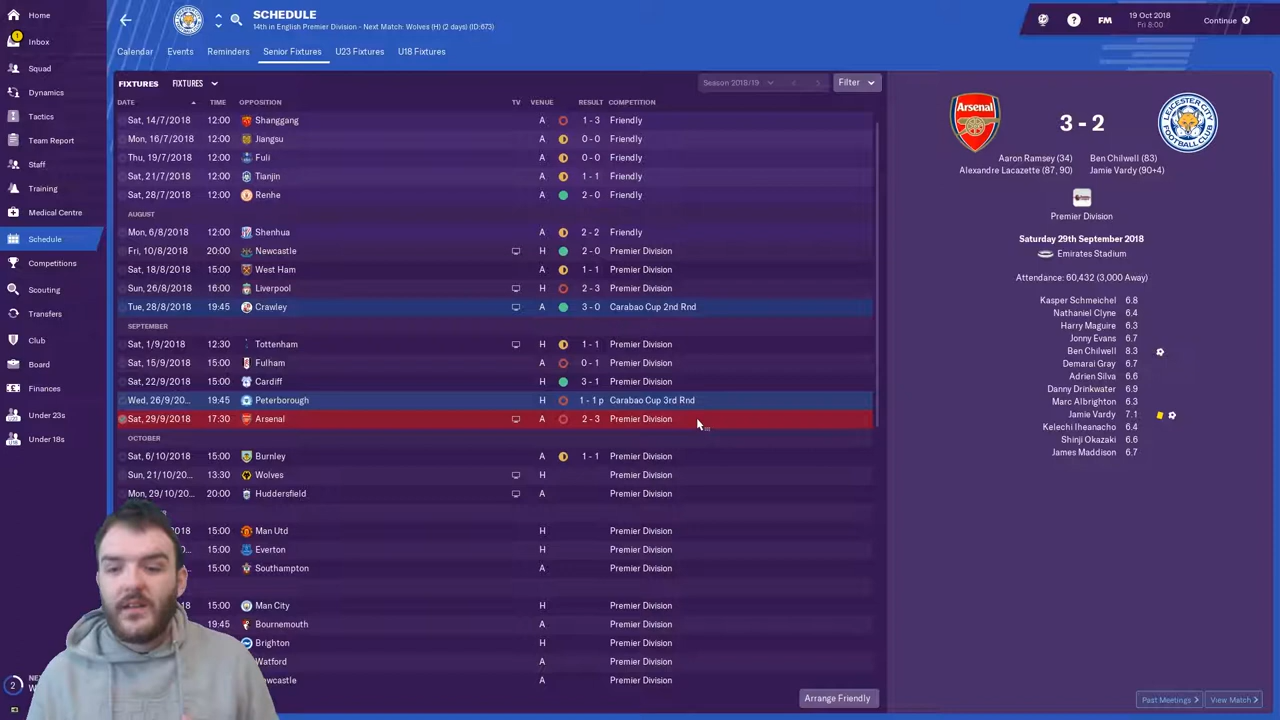 Home
Inbox
Squad
Dynamics
Tactics
Team Report
Staff
Training
Medical Centre
Schedule
Competitions
Scouting
Transfers
Club
Board
Finances
Under 23s
Under 18s
1
2
SCHEDULE
14th in English Premier Division - Next Match: Wolves (H) (2 days) (ID:673)
? FM 19 Oct 2018 Fri 8:00 Continue
Calendar Events Reminders Senior Fixtures U23 Fixtures U18 Fixtures
FIXTURES FIXTURES Season 2018/19 Filter
DATE TIME OPPOSITION TV VENUE RESULT COMPETITION
Sat, 14/7/2018 12:00 Shanggang A 1 - 3 Friendly
Mon, 16/7/2018 12:00 Jiangsu A 0 - 0 Friendly
Thu, 19/7/2018 12:00 Fuli A 0 - 0 Friendly
Sat, 21/7/2018 12:00 Tianjin A 1 - 1 Friendly
Sat, 28/7/2018 12:00 Renhe A 2 - 0 Friendly
AUGUST
Mon, 6/8/2018 12:00 Shenhua A 2 - 2 Friendly
Fri, 10/8/2018 20:00 Newcastle H 2 - 0 Premier Division
Sat, 18/8/2018 15:00 West Ham A 1 - 1 Premier Division
Sun, 26/8/2018 16:00 Liverpool H 2 - 3 Premier Division
Tue, 28/8/2018 19:45 Crawley A 3 - 0 Carabao Cup 2nd Rnd
SEPTEMBER
Sat, 1/9/2018 12:30 Tottenham H 1 - 1 Premier Division
Sat, 15/9/2018 15:00 Fulham A 0 - 1 Premier Division
Sat, 22/9/2018 15:00 Cardiff H 3 - 1 Premier Division
Wed, 26/9/20... 19:45 Peterborough H 1 - 1 p Carabao Cup 3rd Rnd
Sat, 29/9/2018 17:30 Arsenal A 2 - 3 Premier Division
OCTOBER
Sat, 6/10/2018 15:00 Burnley A 1 - 1 Premier Division
Sun, 21/10/20... 13:30 Wolves H Premier Division
Mon, 29/10/20... 20:00 Huddersfield A Premier Division
2018 15:00 Man Utd H Premier Division
15:00 Everton H Premier Division
15:00 Southampton A Premier Division
18 15:00 Man City H Premier Division
19:45 Bournemouth A Premier Division
Brighton H Premier Division
Watford A Premier Division
Newcastle A Premier Division
Arrange Friendly
Arsenal 3 - 2 LEICESTER CITY FOOTBALL CLUB
Aaron Ramsey (34) Ben Chilwell (83)
Alexandre Lacazette (87, 90) Jamie Vardy (90+4)
Premier Division
Saturday 29th September 2018
Emirates Stadium
Attendance: 60,432 (3,000 Away)
Kasper Schmeichel 6.8
Nathaniel Clyne 6.4
Harry Maguire 6.3
Jonny Evans 6.7
Ben Chilwell 8.3
Demarai Gray 6.7
Adrien Silva 6.6
Danny Drinkwater 6.9
Marc Albrighton 6.3
Jamie Vardy 7.1
Kelechi Iheanacho 6.4
Shinji Okazaki 6.6
James Maddison 6.7
Past Meetings View Match